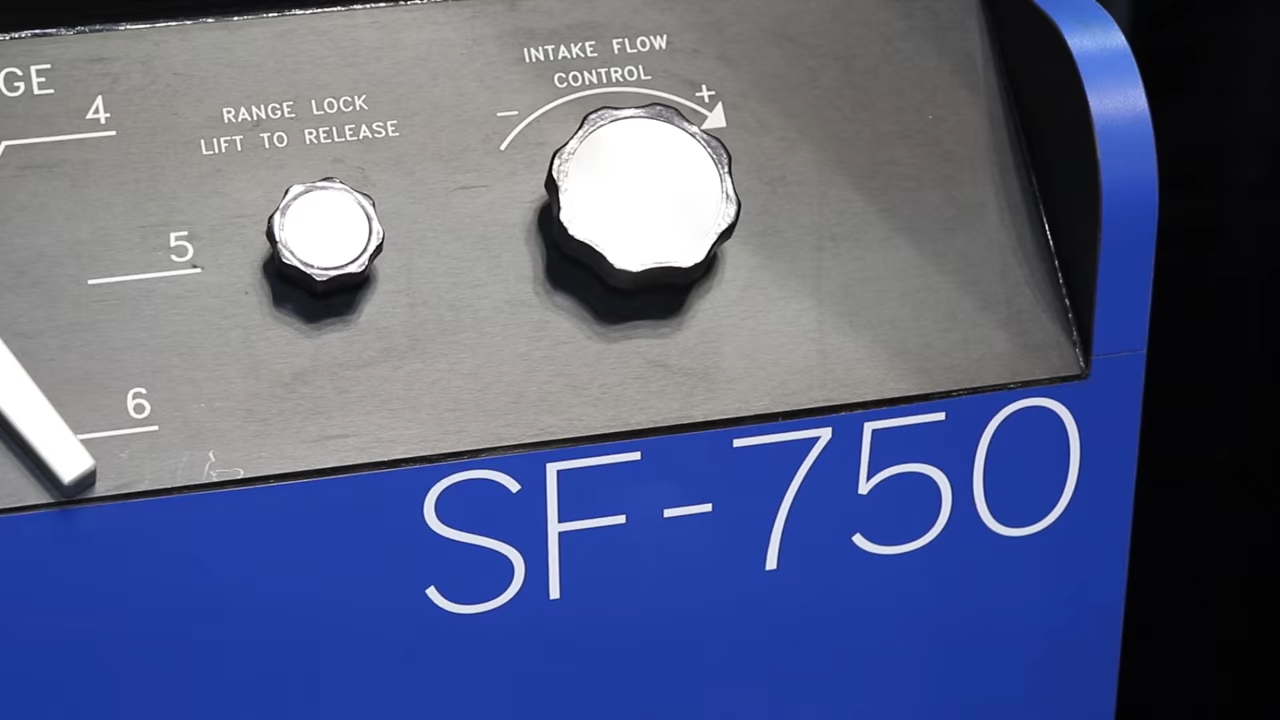 GE
4
5
6
RANGE LOCK
LIFT TO RELEASE
INTAKE FLOW
CONTROL
- +
SF-750